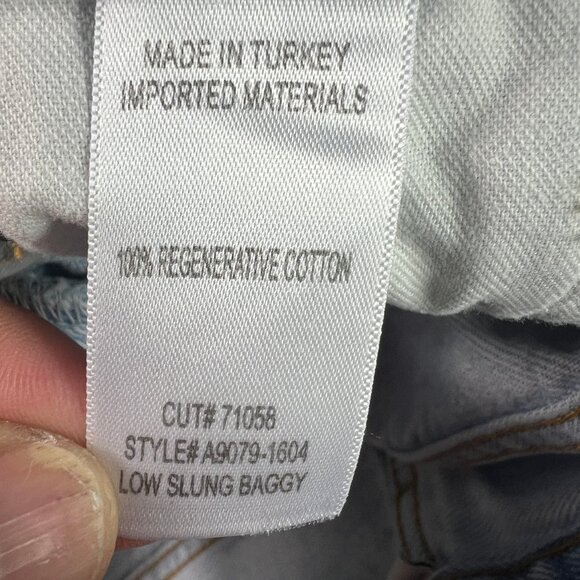 MADE IN TURKEY
IMPORTED MATERIALS
100% REGENERATIVE COTTON
CUT# 71058
STYLE# A9079-1604
LOW SLUNG BAGGY